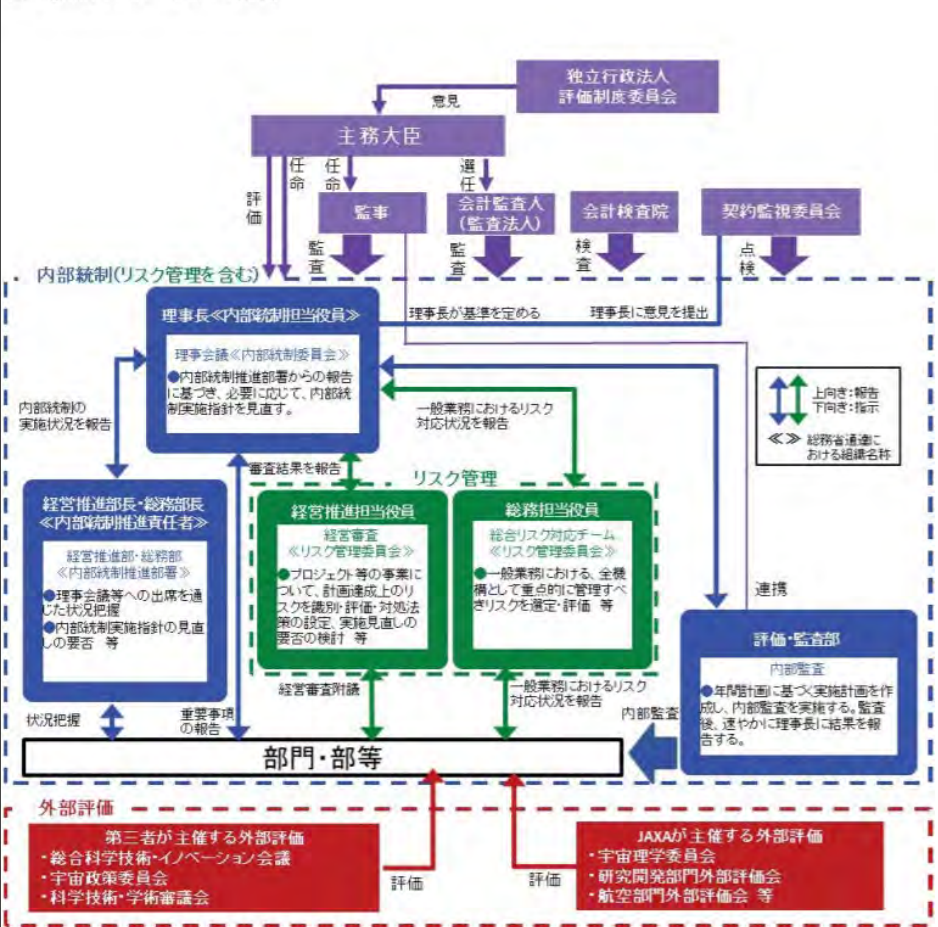 独立行政法人
評価制度委員会
意見
主務大臣
評価
任命
任命
選任
監事
会計監査人
(監査法人)
会計検査院
契約監視委員会
監査
監査
検査
点検
内部統制(リスク管理を含む)
理事長≪内部統制担当役員≫
理事会議≪内部統制委員会≫
●内部統制推進部署からの報告
に基づき、必要に応じて、内部統
制実施指針を見直す。
理事長が基準を定める
理事長に意見を提出
上向き:報告
下向き:指示
≪≫ 総務省通達に
おける組織名称
内部統制の
実施状況を報告
一般業務におけるリスク
対応状況を報告
審査結果を報告
リスク管理
経営推進部長・総務部長
≪内部統制推進責任者≫
経営推進部・総務部
≪内部統制推進部署≫
●理事会議等への出席を通
じた状況把握
●内部統制実施指針の見直
しの要否 等
経営推進担当役員
経営審査
≪リスク管理委員会≫
●プロジェクト等の事業に
ついて、計画達成上のリ
スクを識別・評価・対処法
策の設定、実施見直しの
要否の検討 等
総務担当役員
総合リスク対応チーム
≪リスク管理委員会≫
●一般業務における、全機
構として重点的に管理すべ
きリスクを選定・評価 等
連携
評価・監査部
内部監査
●年間計画に基づく実施計画を作
成し、内部監査を実施する。監査
後、速やかに理事長に結果を報
告する。
状況把握
重要事項
の報告
経営審査附議
一般業務におけるリスク
対応状況を報告
内部監査
部門・部等
外部評価
第三者が主催する外部評価
・総合科学技術・イノベーション会議
・宇宙政策委員会
・科学技術・学術審議会
評価
評価
JAXAが主催する外部評価
・宇宙理学委員会
・研究開発部門外部評価会
・航空部門外部評価会 等